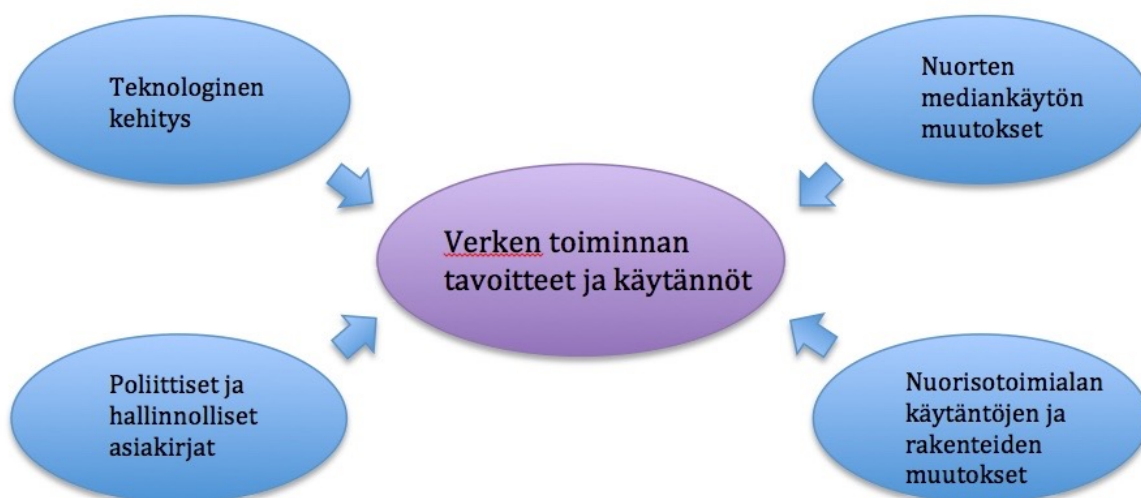 Teknologinen
kehitys
Nuorten
mediankäytön
muutokset
Verken toiminnan
tavoitteet ja käytännöt
Poliittiset ja
hallinnolliset
asiakirjat
Nuorisotoimialan
käytäntöjen ja
rakenteiden
muutokset